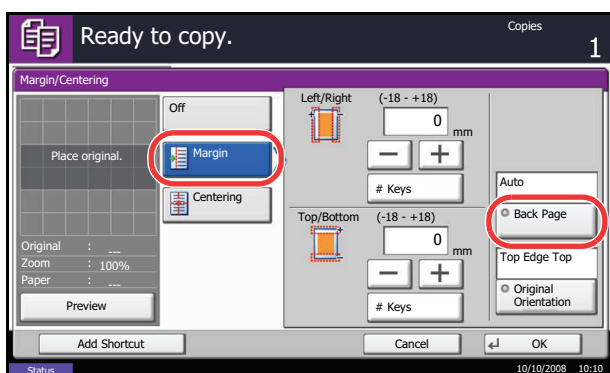 Ready to copy.
Copies
1
Margin/Centering
Place original.
Original : ---
Zoom : 100%
Paper : ---
Preview
Off
Margin
Centering
Left/Right (-18 - +18)
0 mm
# Keys
Top/Bottom (-18 - +18)
0 mm
# Keys
Auto
Back Page
Top Edge Top
Original
Orientation
Add Shortcut
Cancel
OK
Status
10/10/2008 10:10